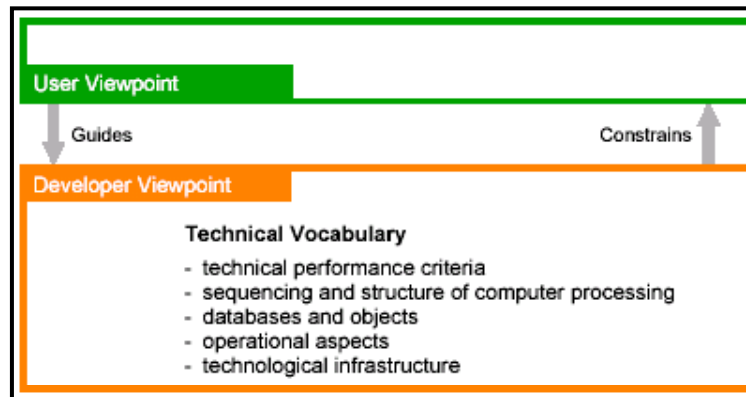 User Viewpoint
Guides
Constrains
Developer Viewpoint
Technical Vocabulary
- technical performance criteria
- sequencing and structure of computer processing
- databases and objects
- operational aspects
- technological infrastructure